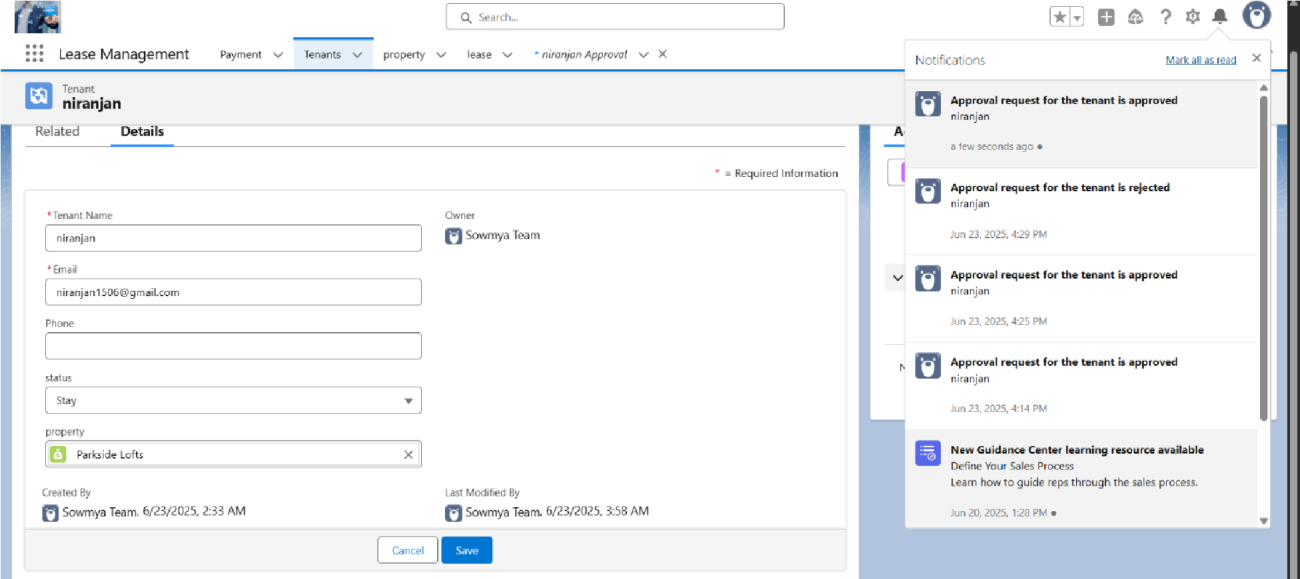 Search...
Lease Management
Payment
Tenants
property
lease
* niranjan Approval
Tenant
niranjan
Related
Details
* = Required Information
*Tenant Name
niranjan
Owner
Sowmya Team
*Email
niranjan1506@gmail.com
Phone
status
Stay
property
Parkside Lofts
Created By
Sowmya Team, 6/23/2025, 2:33 AM
Last Modified By
Sowmya Team, 6/23/2025, 3:58 AM
Cancel
Save
Notifications
Mark all as read
Approval request for the tenant is approved
niranjan
a few seconds ago
Approval request for the tenant is rejected
niranjan
Jun 23, 2025, 4:29 PM
Approval request for the tenant is approved
niranjan
Jun 23, 2025, 4:25 PM
Approval request for the tenant is approved
niranjan
Jun 23, 2025, 4:14 PM
New Guidance Center learning resource available
Define Your Sales Process
Learn how to guide reps through the sales process.
Jun 20, 2025, 1:28 PM